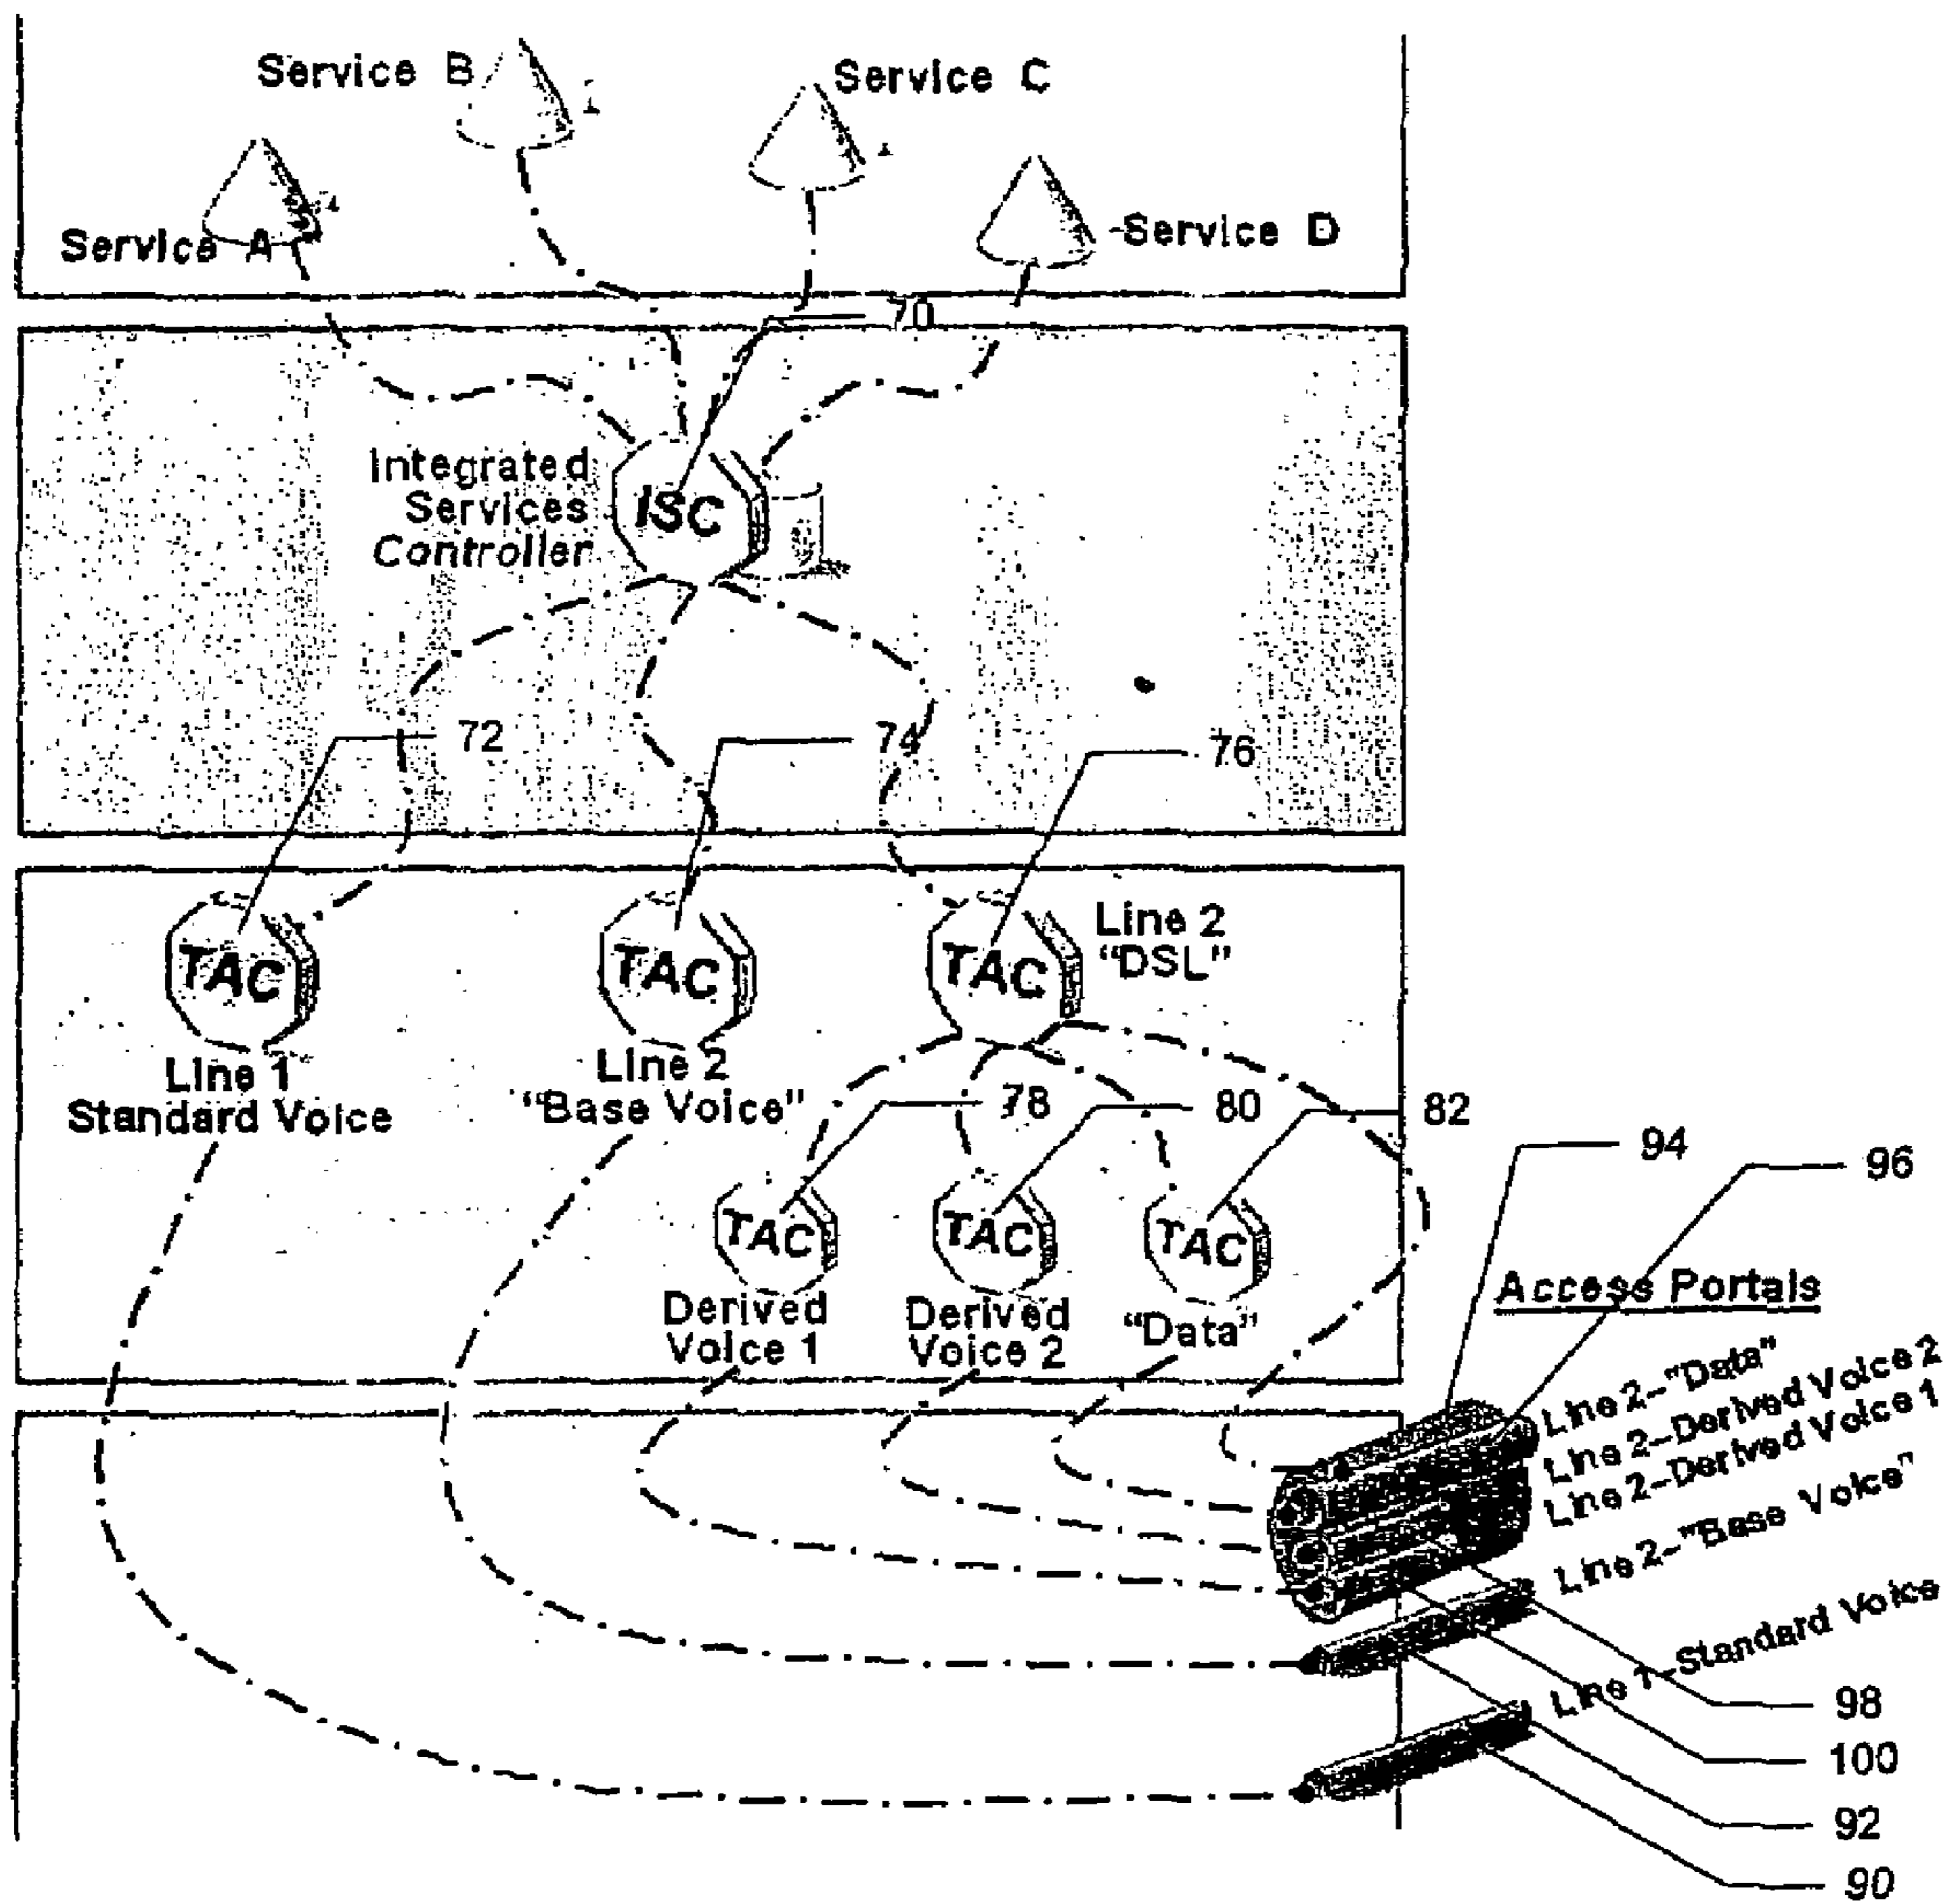 Service B
Service C
Service A
Service D
70
Integrated
Services
Controller
ISC
72
74
76
TAC
TAC
TAC
Line 2
“DSL”
Line 1
Standard Voice
Line 2
“Base Voice”
78
80
82
94
96
TAC
TAC
TAC
Derived
Voice 1
Derived
Voice 2
“Data”
Access Portals
Line 2–"Data"
Line 2–Derived Voice 2
Line 2–Derived Voice 1
Line 2–"Base Voice"
Line 1–Standard Voice
98
100
92
90